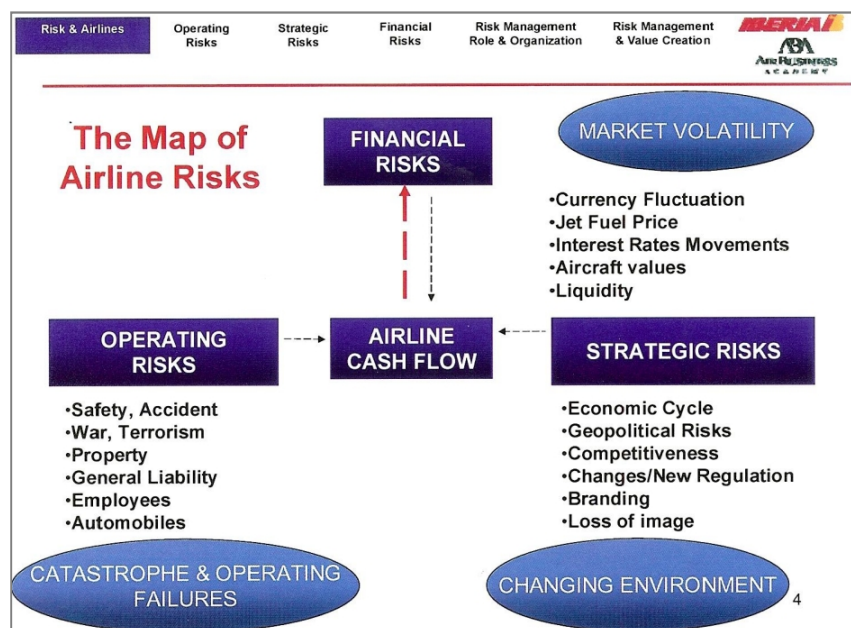 Risk & Airlines
Operating
Risks
Strategic
Risks
Financial
Risks
Risk Management
Role & Organization
Risk Management
& Value Creation
IBERIA IB
ABA
AIR BUSINESS
ACADEMY
The Map of
Airline Risks
FINANCIAL
RISKS
MARKET VOLATILITY
•Currency Fluctuation
•Jet Fuel Price
•Interest Rates Movements
•Aircraft values
•Liquidity
OPERATING
RISKS
AIRLINE
CASH FLOW
STRATEGIC RISKS
•Safety, Accident
•War, Terrorism
•Property
•General Liability
•Employees
•Automobiles
•Economic Cycle
•Geopolitical Risks
•Competitiveness
•Changes/New Regulation
•Branding
•Loss of image
CATASTROPHE & OPERATING
FAILURES
CHANGING ENVIRONMENT
4